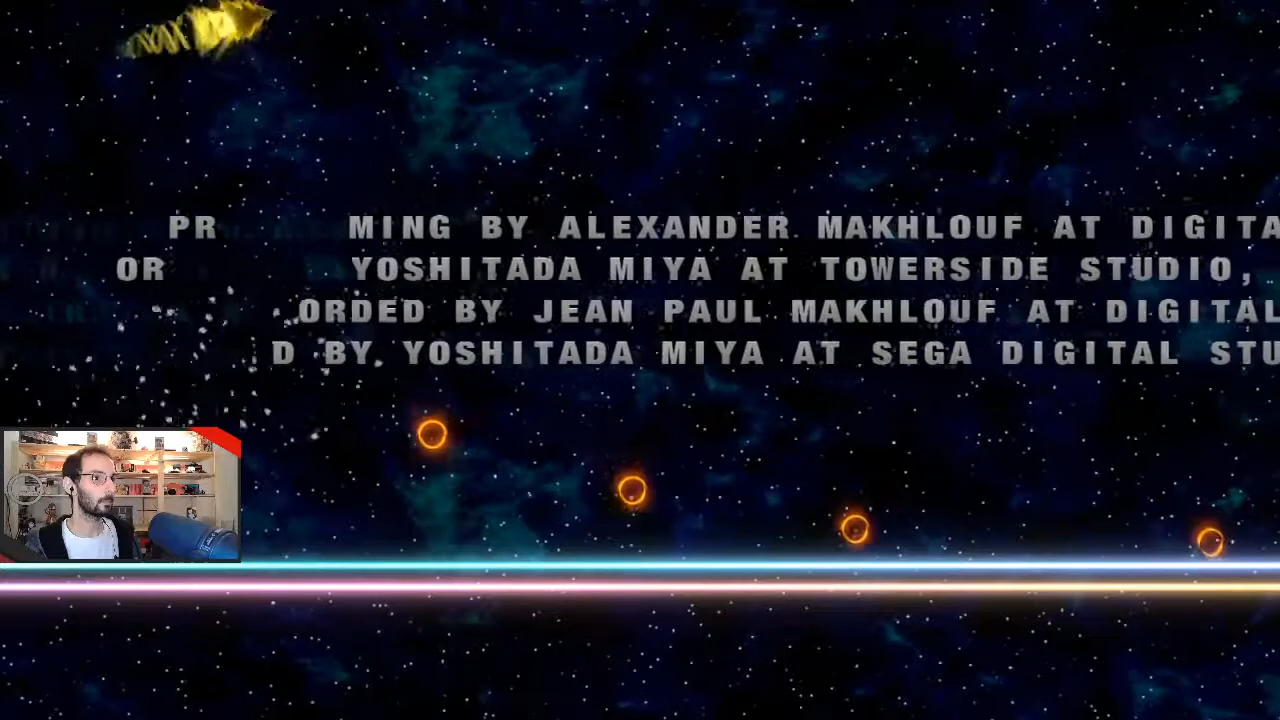 PR MING BY ALEXANDER MAKHLOUF AT DIGITA
OR YOSHITADA MIYA AT TOWERSIDE STUDIO,
ORDED BY JEAN PAUL MAKHLOUF AT DIGITAL
D BY YOSHITADA MIYA AT SEGA DIGITAL STU